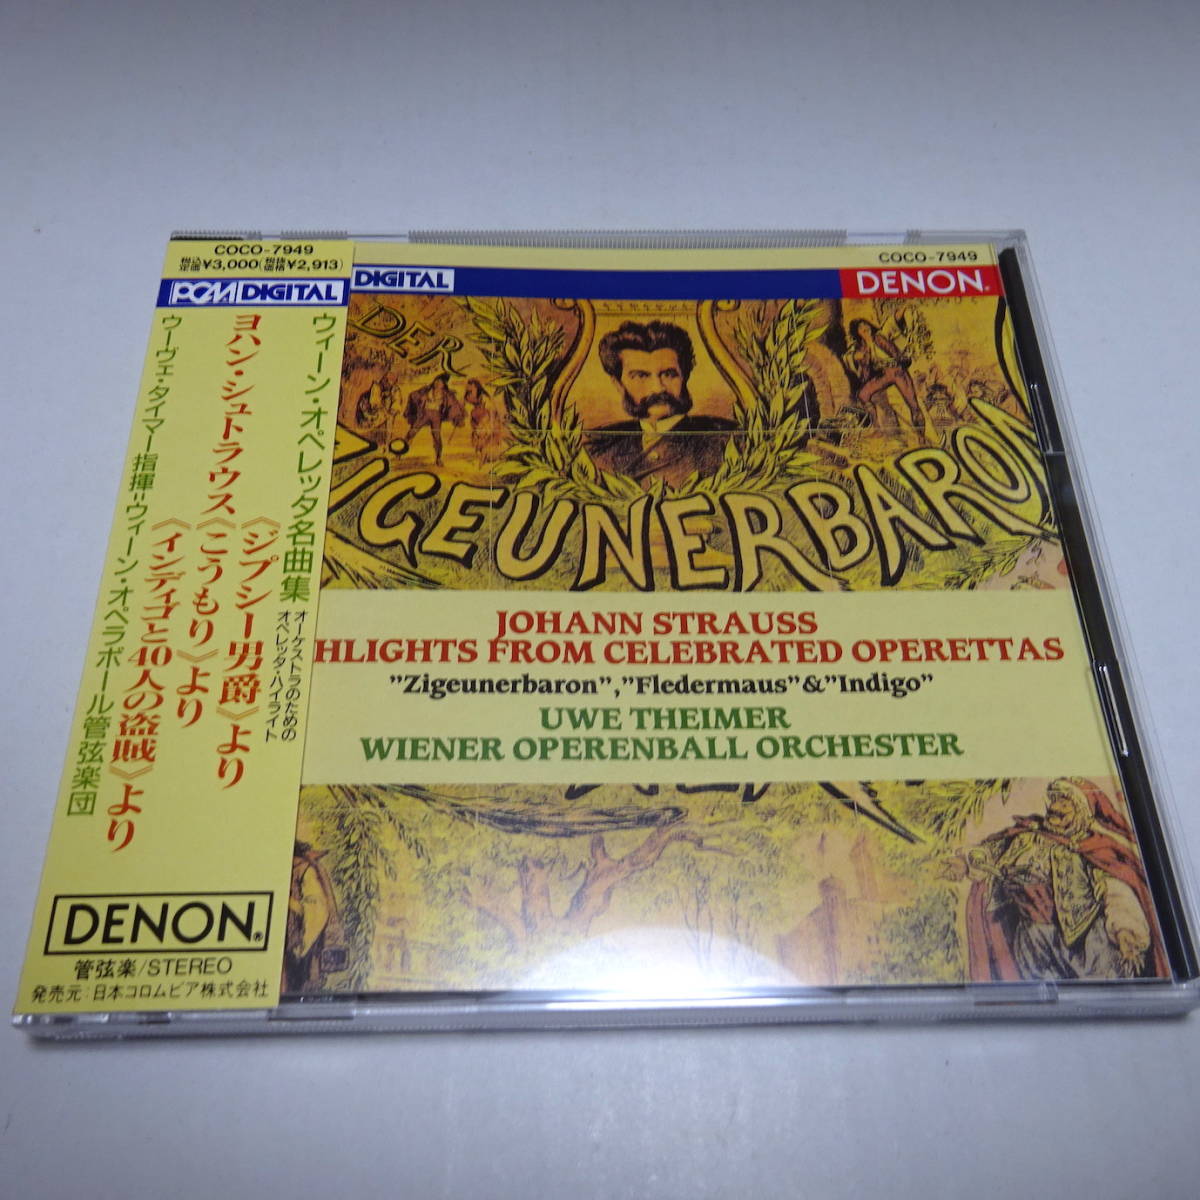 COCO-7949
税込定価¥3,000(税抜価格¥2,913)
PCM DIGITAL
ウィーン・オペレッタ名曲集
オーケストラのための
オペレッタ・ハイライト
ヨハン・シュトラウス
《ジプシー男爵》より
《こうもり》より
《インディゴと40人の盗賊》より
ウーヴェ・タイマー指揮=ウィーン・オペラボール管弦楽団
DENON®
管弦楽/STEREO
発売元:日本コロムビア株式会社
COCO-7949
DIGITAL
DENON®
DER
ZIGEUNERBARON
JOHANN STRAUSS
HLIGHTS FROM CELEBRATED OPERETTAS
”Zigeunerbaron”,”Fledermaus”&”Indigo”
UWE THEIMER
WIENER OPERENBALL ORCHESTER